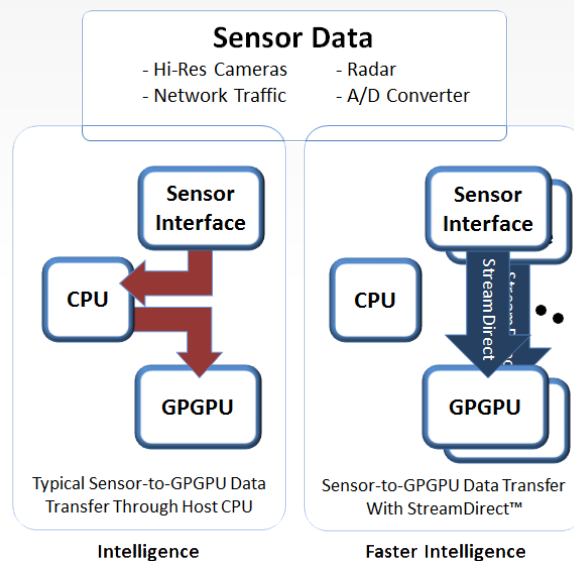 Sensor Data
- Hi-Res Cameras
- Radar
- Network Traffic
- A/D Converter
Sensor
Interface
CPU
GPGPU
Typical Sensor-to-GPGPU Data
Transfer Through Host CPU
Intelligence
Sensor
Interface
CPU
StreamDirect
GPGPU
Sensor-to-GPGPU Data Transfer
With StreamDirect™
Faster Intelligence